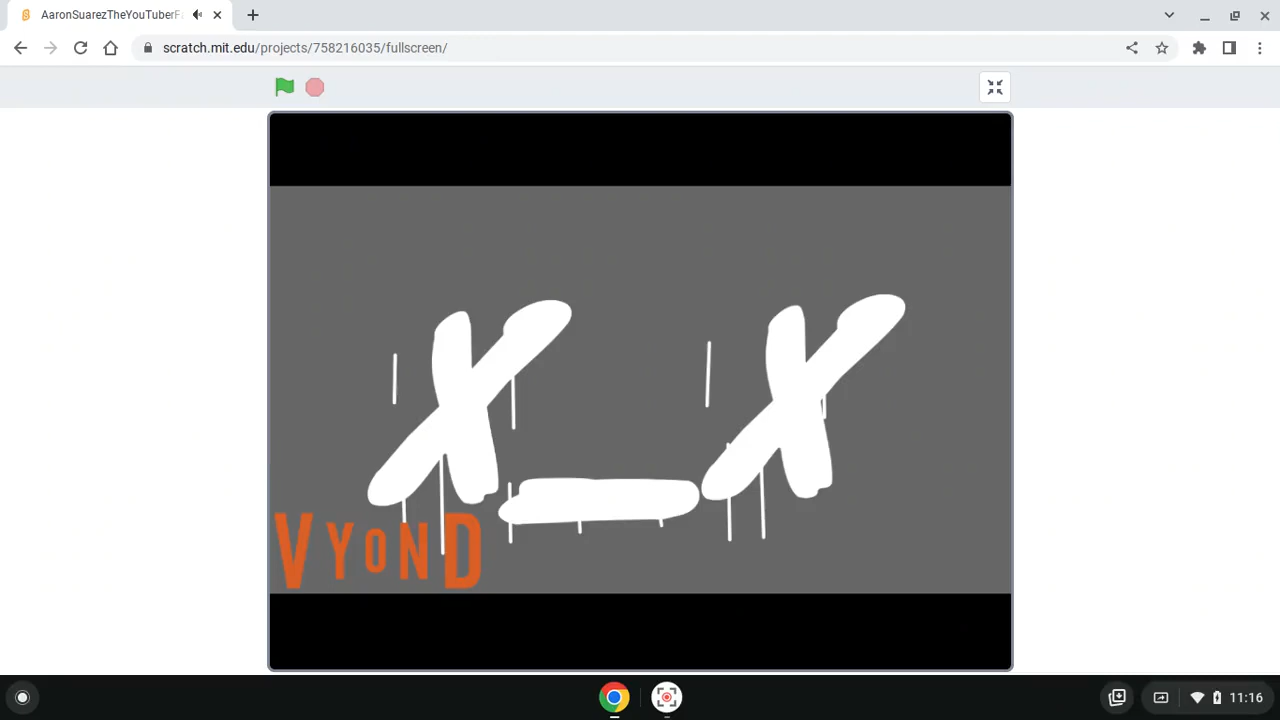 AaronSuarezTheYouTuberF
scratch.mit.edu/projects/758216035/fullscreen/
X_X
VYOND
11:16